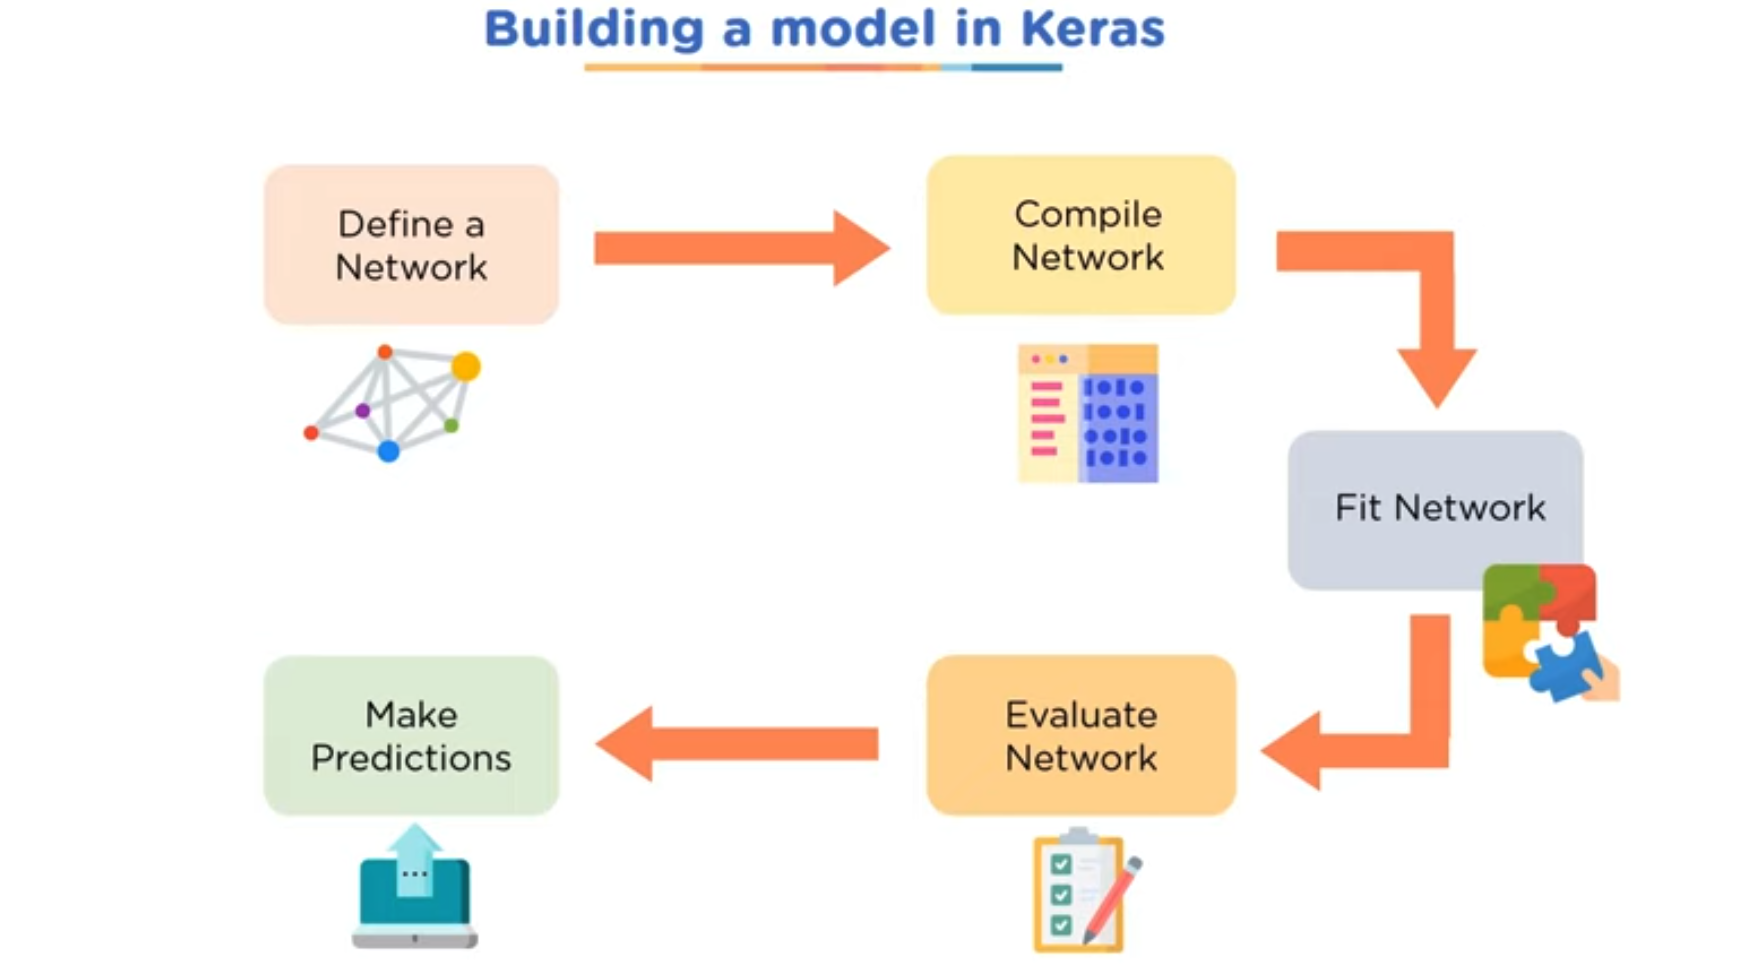 Building a model in Keras
Define a
Network
Compile
Network
Fit Network
Evaluate
Network
Make
Predictions